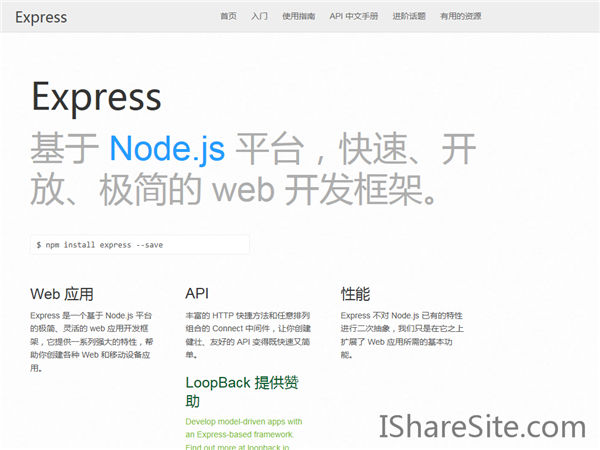 Express 首页 入门 使用指南 API 中文手册 进阶话题 有用的资源
Express
基于 Node.js 平台，快速、开
放、极简的 web 开发框架。
$ npm install express --save
Web 应用
Express 是一个基于 Node.js 平台
的极简、灵活的 web 应用开发框
架，它提供一系列强大的特性，帮
助你创建各种 Web 和移动设备应
用。
API
丰富的 HTTP 快捷方法和任意排列
组合的 Connect 中间件，让你创建
健壮、友好的 API 变得既快速又简
单。
性能
Express 不对 Node.js 已有的特性
进行二次抽象，我们只是在它之上
扩展了 Web 应用所需的基本功
能。
LoopBack 提供赞
助
Develop model-driven apps with
an Express-based framework.
Find out more at loopback.io
IShareSite.com